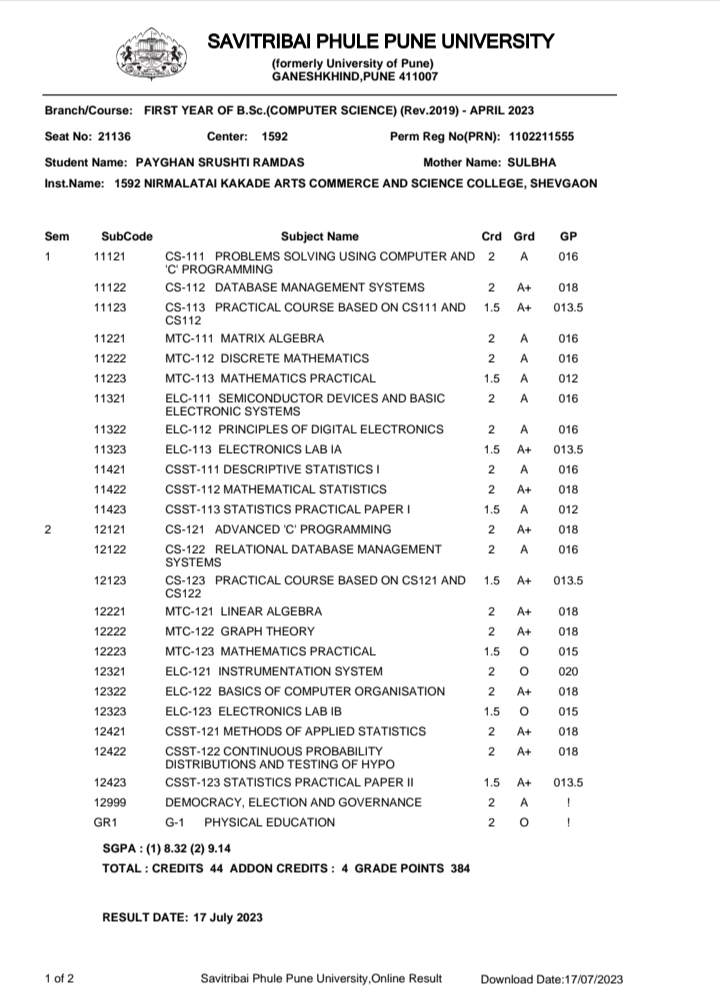 SAVITRIBAI PHULE PUNE UNIVERSITY
(formerly University of Pune)
GANESHKHIND,PUNE 411007
Branch/Course: FIRST YEAR OF B.Sc.(COMPUTER SCIENCE) (Rev.2019) - APRIL 2023
Seat No: 21136 Center: 1592 Perm Reg No(PRN): 1102211555
Student Name: PAYGHAN SRUSHTI RAMDAS Mother Name: SULBHA
Inst.Name: 1592 NIRMALATAI KAKADE ARTS COMMERCE AND SCIENCE COLLEGE, SHEVGAON
Sem SubCode Subject Name Crd Grd GP
1 11121 CS-111 PROBLEMS SOLVING USING COMPUTER AND 2 A 016
'C' PROGRAMMING
11122 CS-112 DATABASE MANAGEMENT SYSTEMS 2 A+ 018
11123 CS-113 PRACTICAL COURSE BASED ON CS111 AND 1.5 A+ 013.5
CS112
11221 MTC-111 MATRIX ALGEBRA 2 A 016
11222 MTC-112 DISCRETE MATHEMATICS 2 A 016
11223 MTC-113 MATHEMATICS PRACTICAL 1.5 A 012
11321 ELC-111 SEMICONDUCTOR DEVICES AND BASIC 2 A 016
ELECTRONIC SYSTEMS
11322 ELC-112 PRINCIPLES OF DIGITAL ELECTRONICS 2 A 016
11323 ELC-113 ELECTRONICS LAB IA 1.5 A+ 013.5
11421 CSST-111 DESCRIPTIVE STATISTICS I 2 A 016
11422 CSST-112 MATHEMATICAL STATISTICS 2 A+ 018
11423 CSST-113 STATISTICS PRACTICAL PAPER I 1.5 A 012
2 12121 CS-121 ADVANCED 'C' PROGRAMMING 2 A+ 018
12122 CS-122 RELATIONAL DATABASE MANAGEMENT 2 A 016
SYSTEMS
12123 CS-123 PRACTICAL COURSE BASED ON CS121 AND 1.5 A+ 013.5
CS122
12221 MTC-121 LINEAR ALGEBRA 2 A+ 018
12222 MTC-122 GRAPH THEORY 2 A+ 018
12223 MTC-123 MATHEMATICS PRACTICAL 1.5 O 015
12321 ELC-121 INSTRUMENTATION SYSTEM 2 O 020
12322 ELC-122 BASICS OF COMPUTER ORGANISATION 2 A+ 018
12323 ELC-123 ELECTRONICS LAB IB 1.5 O 015
12421 CSST-121 METHODS OF APPLIED STATISTICS 2 A+ 018
12422 CSST-122 CONTINUOUS PROBABILITY 2 A+ 018
DISTRIBUTIONS AND TESTING OF HYPO
12423 CSST-123 STATISTICS PRACTICAL PAPER II 1.5 A+ 013.5
12999 DEMOCRACY, ELECTION AND GOVERNANCE 2 A !
GR1 G-1 PHYSICAL EDUCATION 2 O !
SGPA : (1) 8.32 (2) 9.14
TOTAL : CREDITS 44 ADDON CREDITS : 4 GRADE POINTS 384
RESULT DATE: 17 July 2023
1 of 2 Savitribai Phule Pune University,Online Result Download Date:17/07/2023